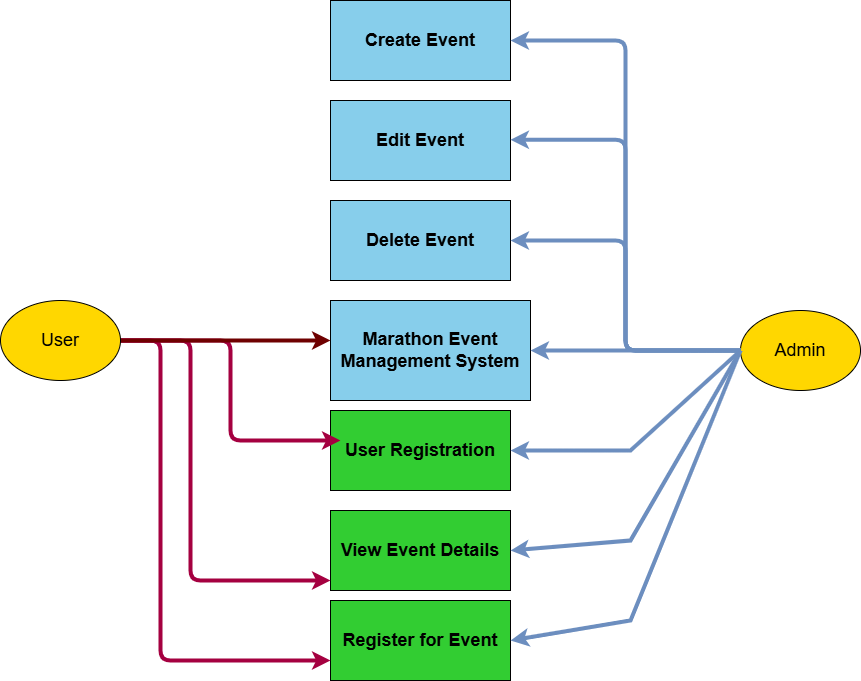 Create Event
Edit Event
Delete Event
User
Marathon Event
Management System
Admin
User Registration
View Event Details
Register for Event